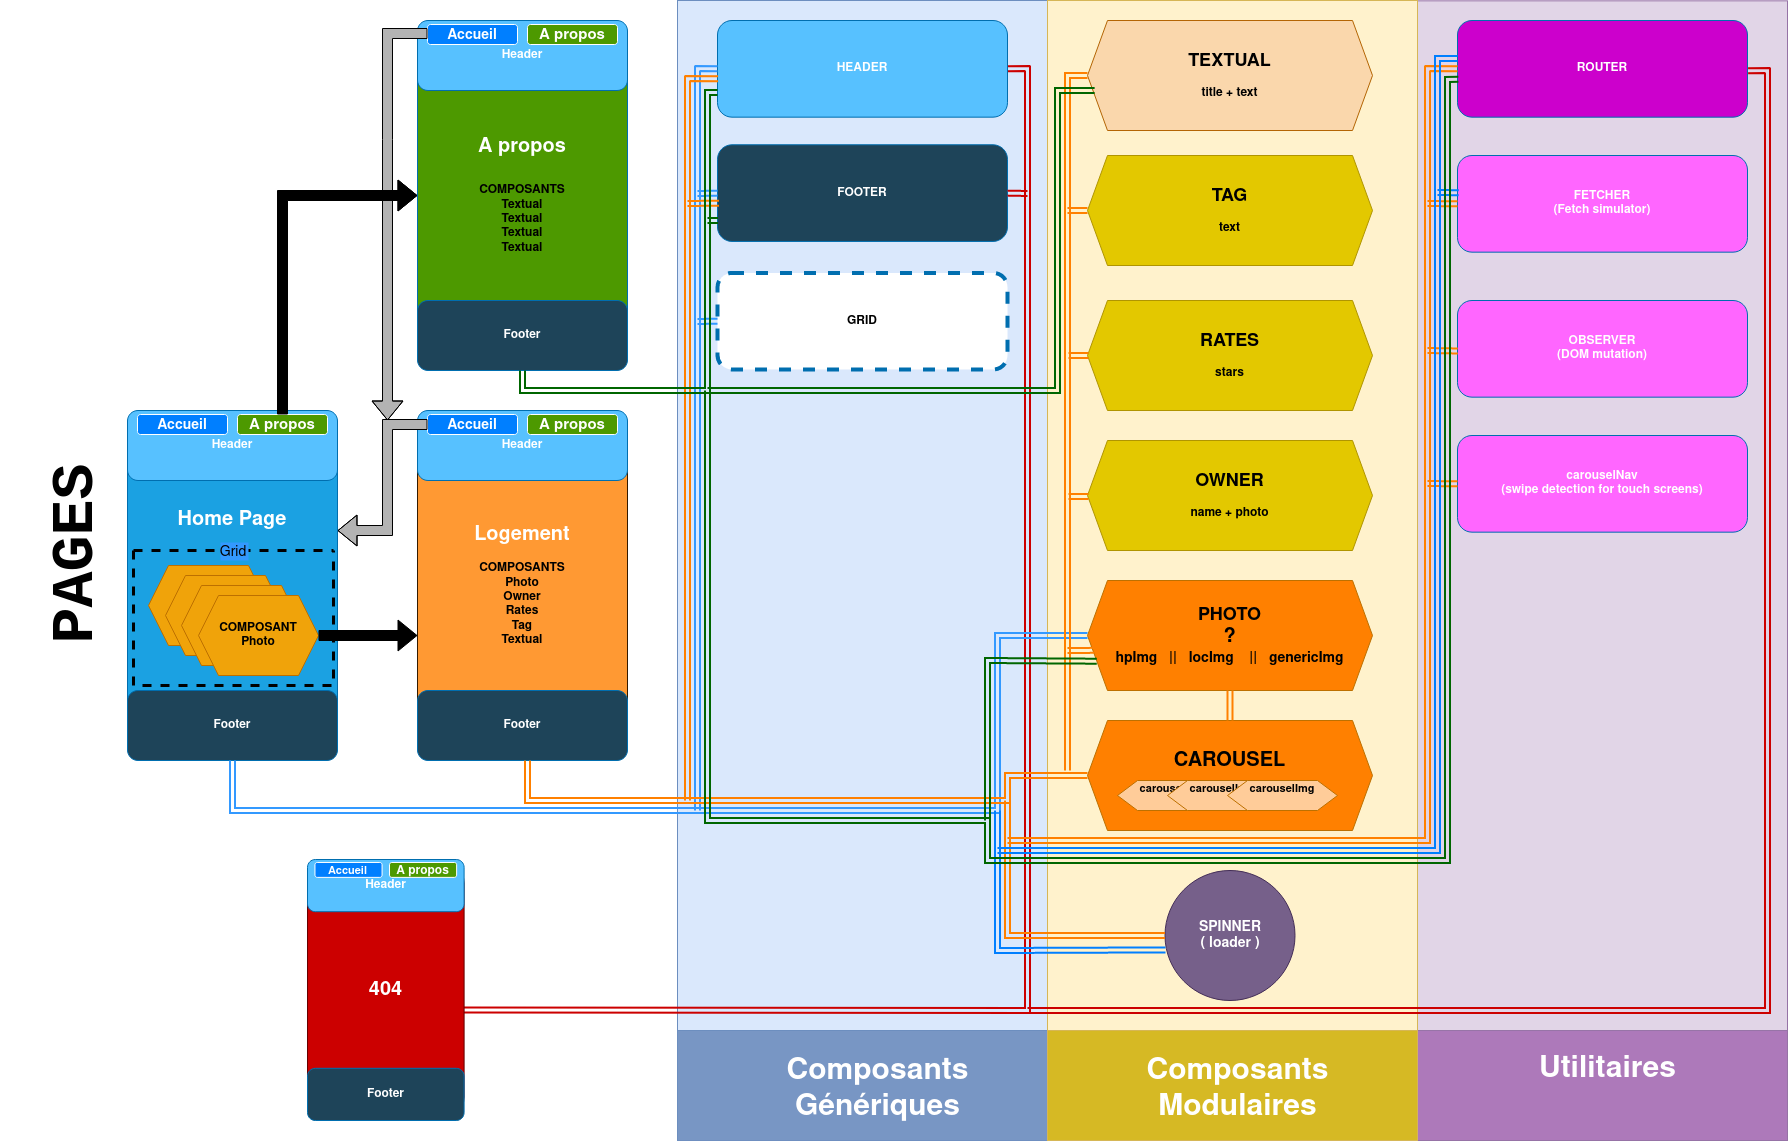 PAGES
Accueil
A propos
Header
A propos
COMPOSANTS
Textual
Textual
Textual
Textual
Footer
Accueil
A propos
Header
Home Page
Grid
COMPOSANT
Photo
Footer
Accueil
A propos
Header
Logement
COMPOSANTS
Photo
Owner
Rates
Tag
Textual
Footer
Accueil
A propos
Header
404
Footer
HEADER
FOOTER
GRID
Composants
Génériques
TEXTUAL
title + text
TAG
text
RATES
stars
OWNER
name + photo
PHOTO
?
hpImg || locImg || genericImg
CAROUSEL
carouselImg
SPINNER
( loader )
Composants
Modulaires
ROUTER
FETCHER
(Fetch simulator)
OBSERVER
(DOM mutation)
carouselNav
(swipe detection for touch screens)
Utilitaires